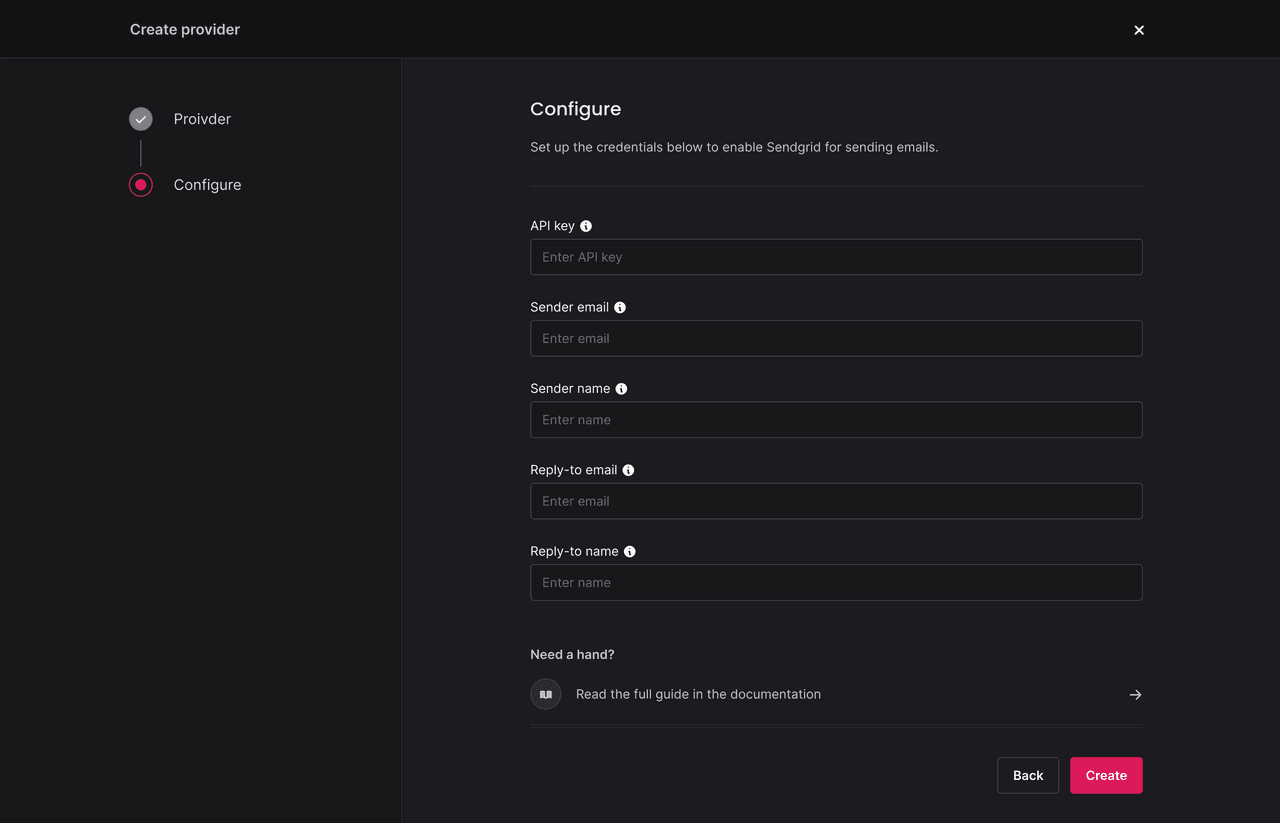 Create provider
Proivder
Configure
Configure
Set up the credentials below to enable Sendgrid for sending emails.
API key
Enter API key
Sender email
Enter email
Sender name
Enter name
Reply-to email
Enter email
Reply-to name
Enter name
Need a hand?
Read the full guide in the documentation
Back
Create